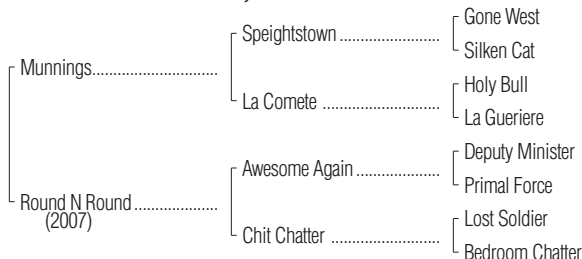 Gone West
Speightstown ....................
Silken Cat
Munnings.........................
Holy Bull
La Comete .......................
La Gueriere
Deputy Minister
Awesome Again .................
Primal Force
Round N Round .................
(2007)
Lost Soldier
Chit Chatter .....................
Bedroom Chatter